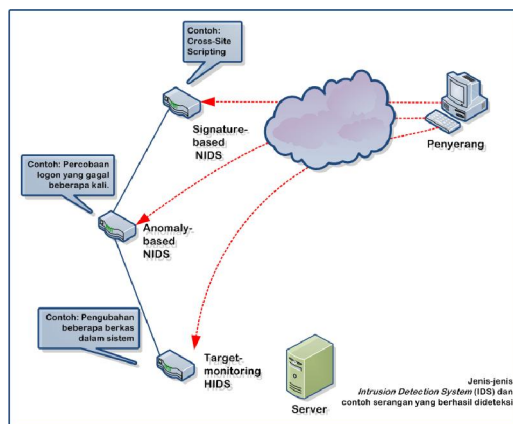 Contoh:
Cross-Site
Scripting
Signature-
based NIDS
Penyerang
Contoh: Percobaan
logon yang gagal
beberapa kali.
Anomaly-
based
NIDS
Contoh: Pengubahan
beberapa berkas
dalam sistem
Target-
monitoring
HIDS
Server
Jenis-jenis
Intrusion Detection System (IDS) dan
contoh serangan yang berhasil dideteksi